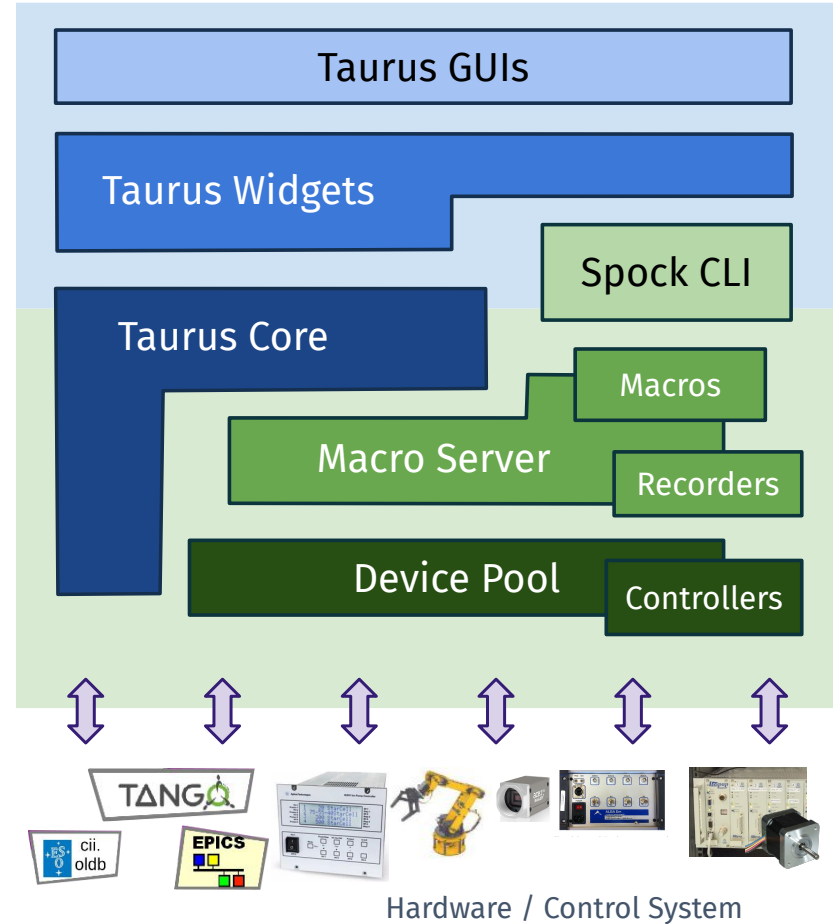 Taurus GUIs
Taurus Widgets
Spock CLI
Taurus Core
Macros
Macro Server
Recorders
Device Pool
Controllers
TANGO
cii.
oldb
ES
O
EPICS
Hardware / Control System